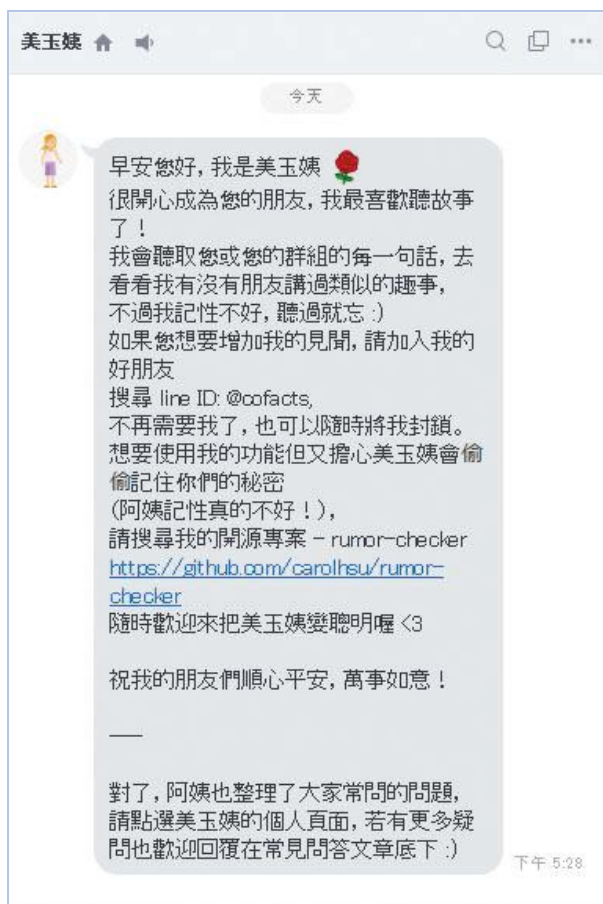 美玉姨
今天
早安您好, 我是美玉姨
很開心成為您的朋友, 我最喜歡聽故事
了！
我會聽取您或您的群組的每一句話, 去
看看我有沒有朋友講過類似的趣事,
不過我記性不好, 聽過就忘 :)
如果您想要增加我的見聞, 請加入我的
好朋友
搜尋 line ID: @cofacts,
不再需要我了, 也可以隨時將我封鎖。
想要使用我的功能但又擔心美玉姨會偷
偷記住你們的秘密
(阿姨記性真的不好！),
請搜尋我的開源專案 - rumor-checker
https://github.com/carolhsu/rumor-
checker
隨時歡迎來把美玉姨變聰明喔 <3
祝我的朋友們順心平安, 萬事如意！
——
對了, 阿姨也整理了大家常問的問題,
請點選美玉姨的個人頁面, 若有更多疑
問也歡迎回覆在常見問答文章底下 :)
下午 5:28